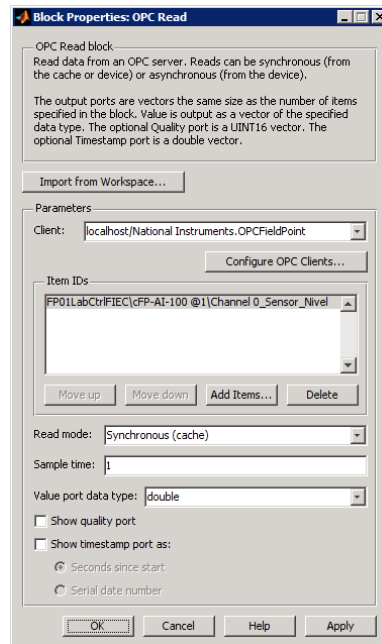 Block Properties: OPC Read
OPC Read block
Read data from an OPC server. Reads can be synchronous (from
the cache or device) or asynchronous (from the device).
The output ports are vectors the same size as the number of items
specified in the block. Value is output as a vector of the specified
data type. The optional Quality port is a UINT16 vector. The
optional Timestamp port is a double vector.
Import from Workspace...
Parameters
Client: localhost/National Instruments.OPCFieldPoint
Configure OPC Clients...
Item IDs
FP01LabCtrlFIEC\cFP-AI-100 @1\Channel 0_Sensor_Nivel
Move up Move down Add Items... Delete
Read mode: Synchronous (cache)
Sample time: 1
Value port data type: double
Show quality port
Show timestamp port as:
Seconds since start
Serial date number
OK Cancel Help Apply